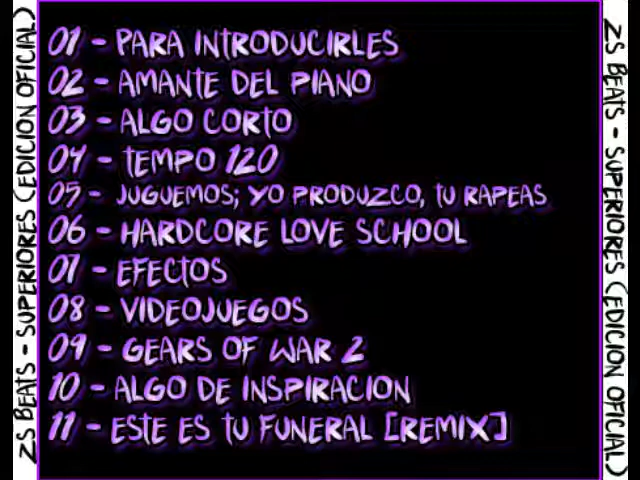 ZS BEATS - SUPERIORES (EDICION OFICIAL)
01 - PARA INTRODUCIRLES
02 - AMANTE DEL PIANO
03 - ALGO CORTO
04 - TEMPO 120
05 - JUGUEMOS; YO PRODUZCO, TU RAPEAS
06 - HARDCORE LOVE SCHOOL
07 - EFECTOS
08 - VIDEOJUEGOS
09 - GEARS OF WAR 2
10 - ALGO DE INSPIRACION
11 - ESTE ES TU FUNERAL [REMIX]
ZS BEATS - SUPERIORES (EDICION OFICIAL)